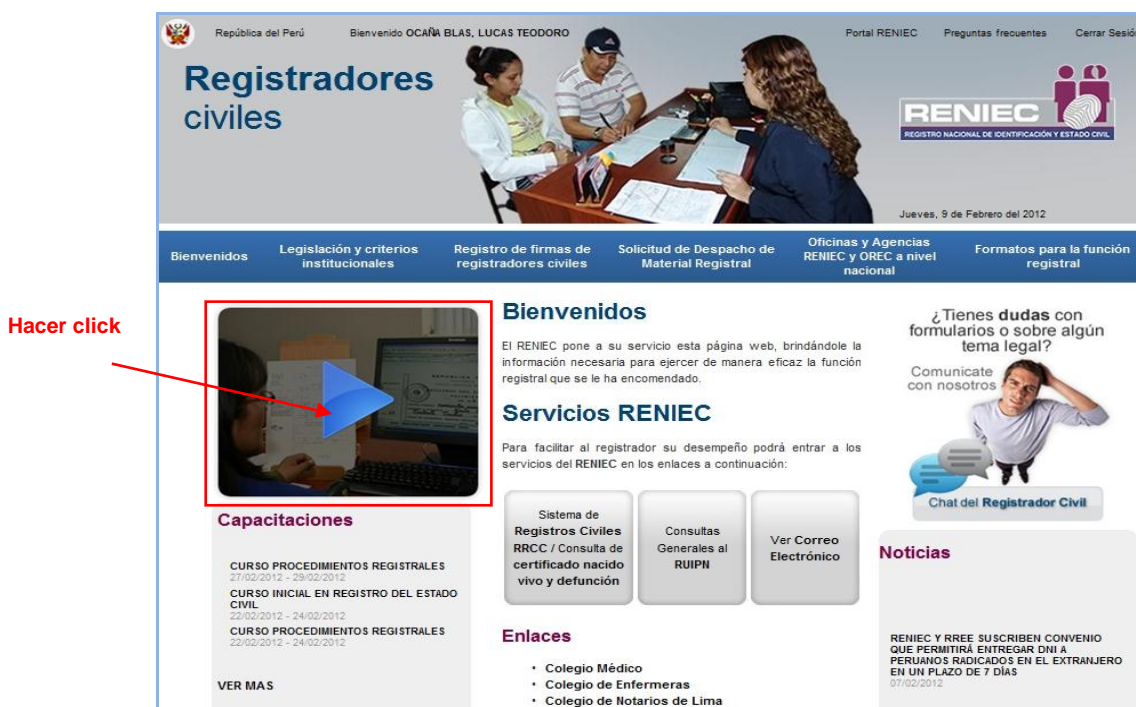 República del Perú
Bienvenido OCAÑA BLAS, LUCAS TEODORO
Portal RENIEC
Preguntas frecuentes
Cerrar Sesión
Registradores
civiles
RENIEC
REGISTRO NACIONAL DE IDENTIFICACIÓN Y ESTADO CIVIL
Jueves, 9 de Febrero del 2012
Bienvenidos
Legislación y criterios
institucionales
Registro de firmas de
registradores civiles
Solicitud de Despacho de
Material Registral
Oficinas y Agencias
RENIEC y OREC a nivel
nacional
Formatos para la función
registral
Hacer click
Bienvenidos
El RENIEC pone a su servicio esta página web, brindándole la
información necesaria para ejercer de manera eficaz la función
registral que se le ha encomendado.
Servicios RENIEC
Para facilitar al registrador su desempeño podrá entrar a los
servicios del RENIEC en los enlaces a continuación:
Sistema de
Registros Civiles
RRCC / Consulta de
certificado nacido
vivo y defunción
Consultas
Generales al
RUIPN
Ver Correo
Electrónico
Enlaces
• Colegio Médico
• Colegio de Enfermeras
• Colegio de Notarios de Lima
Capacitaciones
CURSO PROCEDIMIENTOS REGISTRALES
27/02/2012 - 29/02/2012
CURSO INICIAL EN REGISTRO DEL ESTADO
CIVIL
22/02/2012 - 24/02/2012
CURSO PROCEDIMIENTOS REGISTRALES
22/02/2012 - 24/02/2012
VER MAS
¿Tienes dudas con
formularios o sobre algún
tema legal?
Comunicate
con nosotros
Chat del Registrador Civil
Noticias
RENIEC Y RREE SUSCRIBEN CONVENIO
QUE PERMITIRÁ ENTREGAR DNI A
PERUANOS RADICADOS EN EL EXTRANJERO
EN UN PLAZO DE 7 DÍAS
07/02/2012